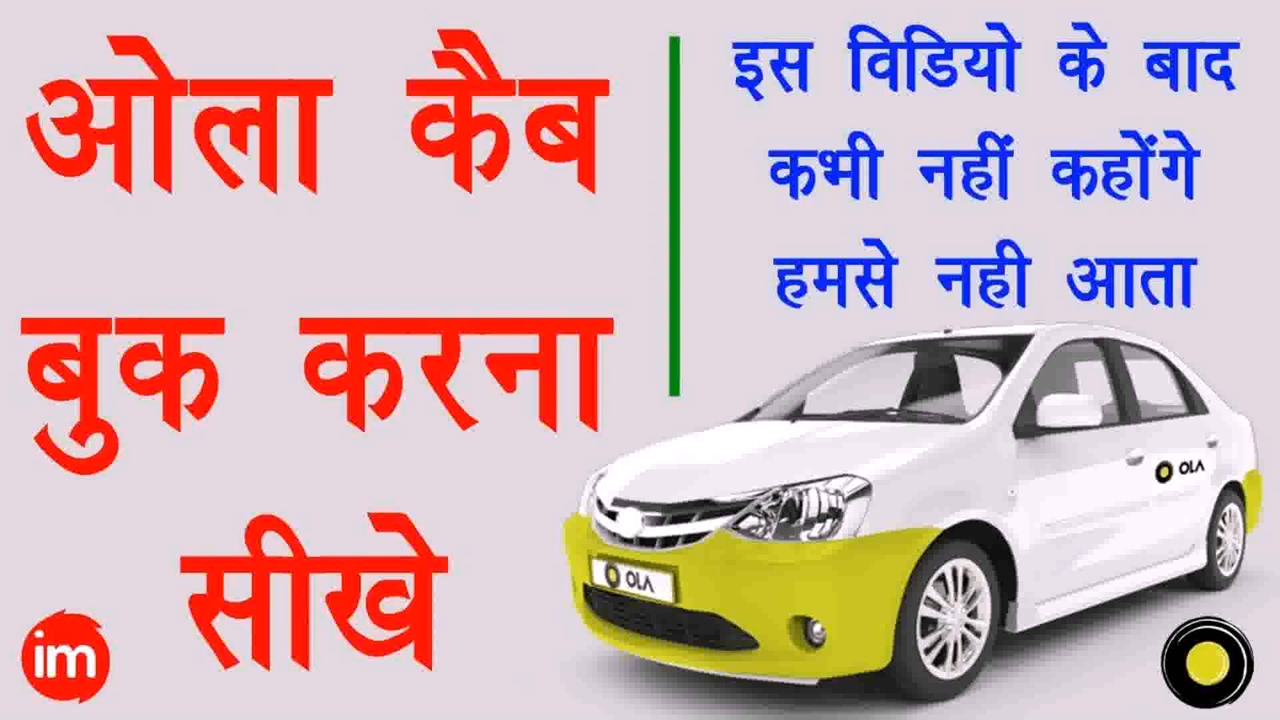 ओला कैब
बुक करना
सीखे
इस विडियो के बाद
कभी नहीं कहोंगे
हमसे नही आता
OLA
OLA
im